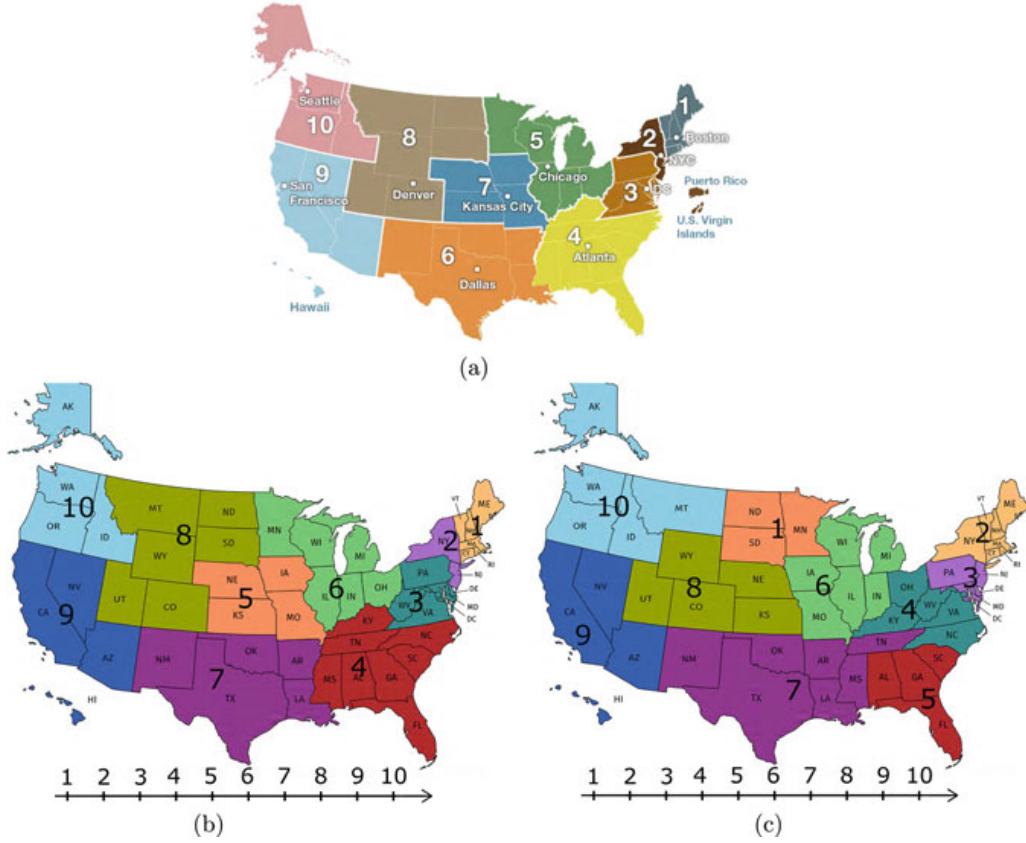 1
Seattle
10
8
5
2
Boston
NYC
9
San
Francisco
Denver
7
Kansas City
Chicago
3
DC
Puerto Rico
U.S. Virgin
Islands
6
Dallas
4
Atlanta
Hawaii
(a)
AK
WA
10
OR
ID
MT
8
ND
SD
WY
MN
WI
MI
VT
ME
1
NY
2
NV
CA
9
UT
CO
NE
IA
5
KS
MO
6
IL
IN
OH
PA
3
WV
VA
RI
NJ
DE
MD
DC
KY
AZ
NM
7
OK
TX
AR
LA
TN
NC
4
SC
MS
AL
GA
FL
HI
1 2 3 4 5 6 7 8 9 10
(b)
AK
WA
10
OR
ID
MT
ND
1
MN
SD
WI
MI
VT
ME
2
NY
RI
WY
NV
CA
9
UT
8
CO
NE
KS
IA
6
MO
IL
IN
OH
PA
3
4
WV
VA
NJ
DE
MD
DC
KY
NC
AZ
NM
OK
TX
7
AR
LA
TN
MS
AL
GA
SC
5
FL
HI
1 2 3 4 5 6 7 8 9 10
(c)